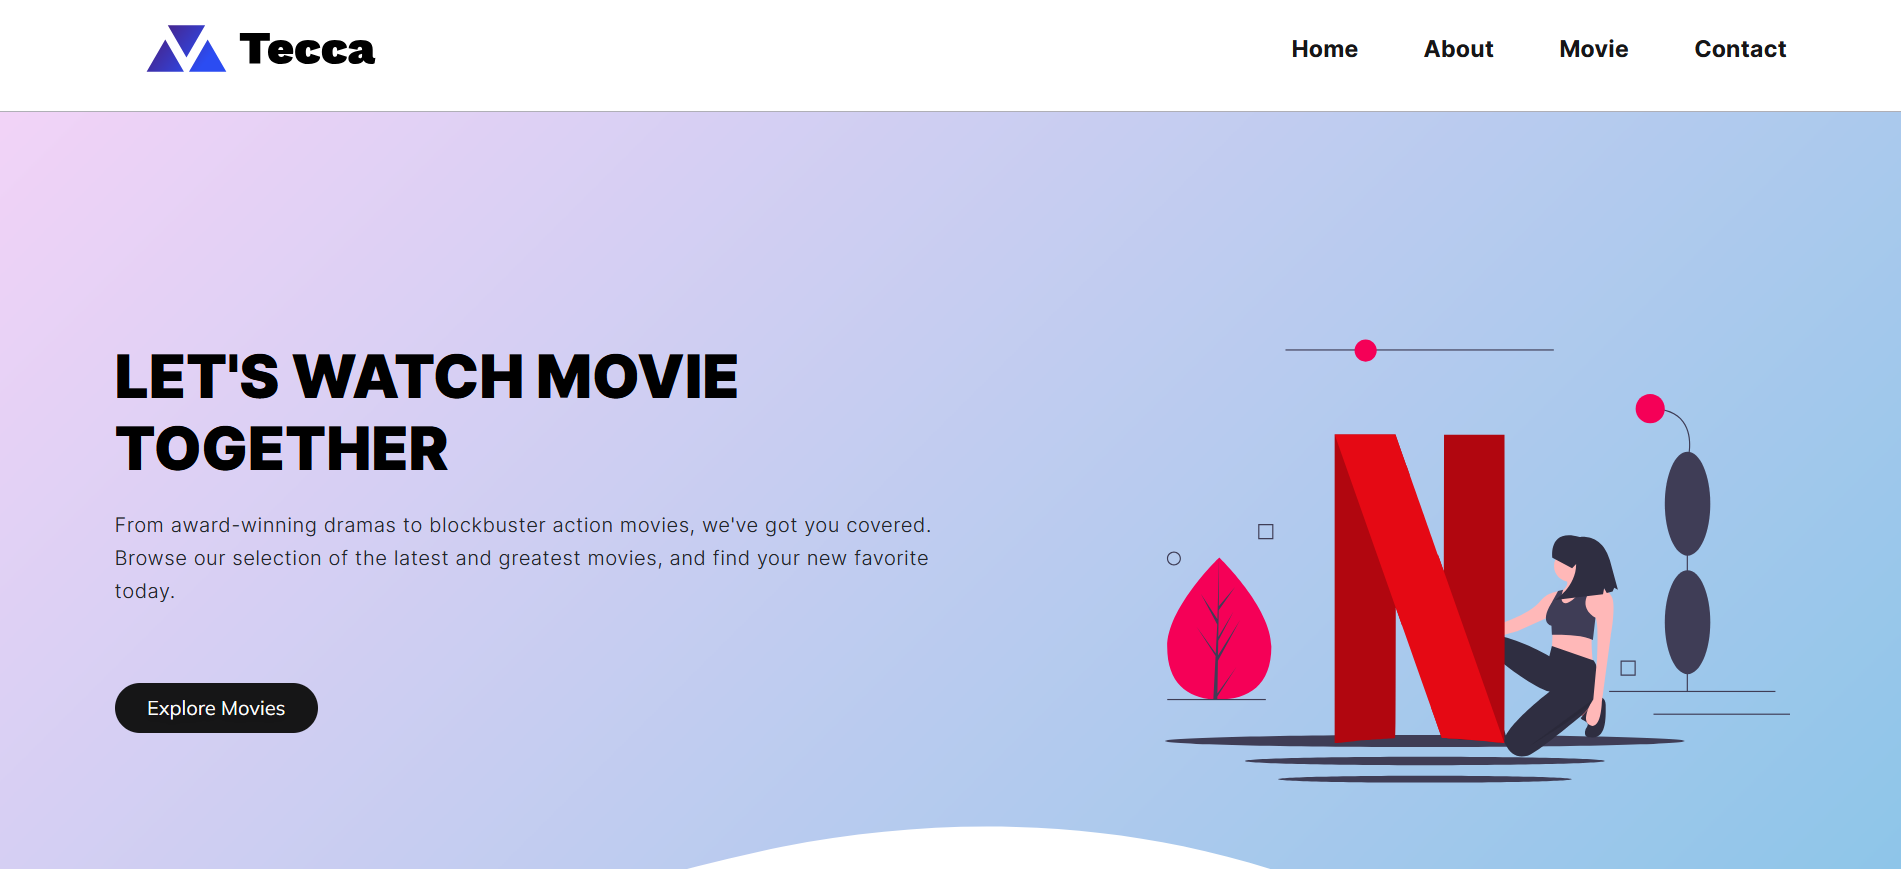 Tecca
Home About Movie Contact
LET'S WATCH MOVIE
TOGETHER
From award-winning dramas to blockbuster action movies, we've got you covered.
Browse our selection of the latest and greatest movies, and find your new favorite
today.
Explore Movies
N